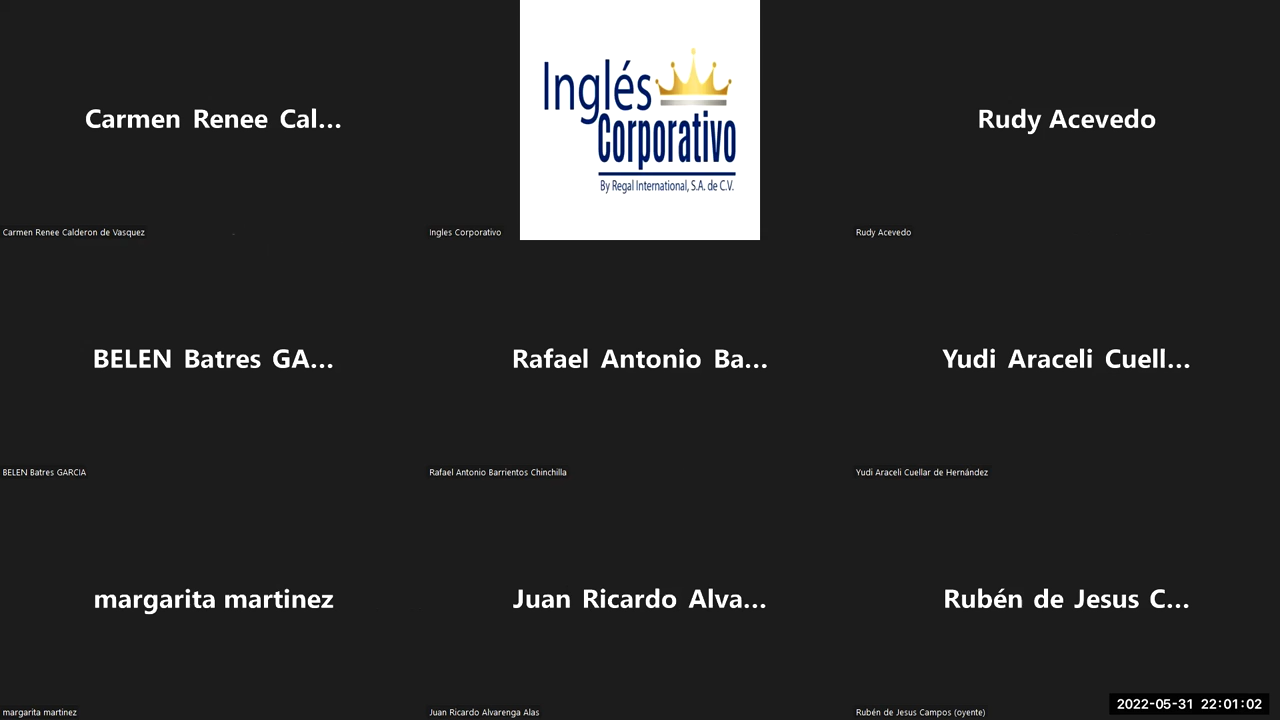 Carmen Renee Cal...
Inglés
Corporativo
By Regal International, S.A. de C.V.
Rudy Acevedo
Carmen Renee Calderon de Vasquez
Ingles Corporativo
Rudy Acevedo
BELEN Batres GA...
Rafael Antonio Ba...
Yudi Araceli Cuell...
BELEN Batres GARCIA
Rafael Antonio Barrientos Chinchilla
Yudi Araceli Cuellar de Hernández
margarita martinez
Juan Ricardo Alva...
Rubén de Jesus C...
margarita martinez
Juan Ricardo Alvarenga Alas
Rubén de Jesus Campos (oyente)
2022-05-31 22:01:02